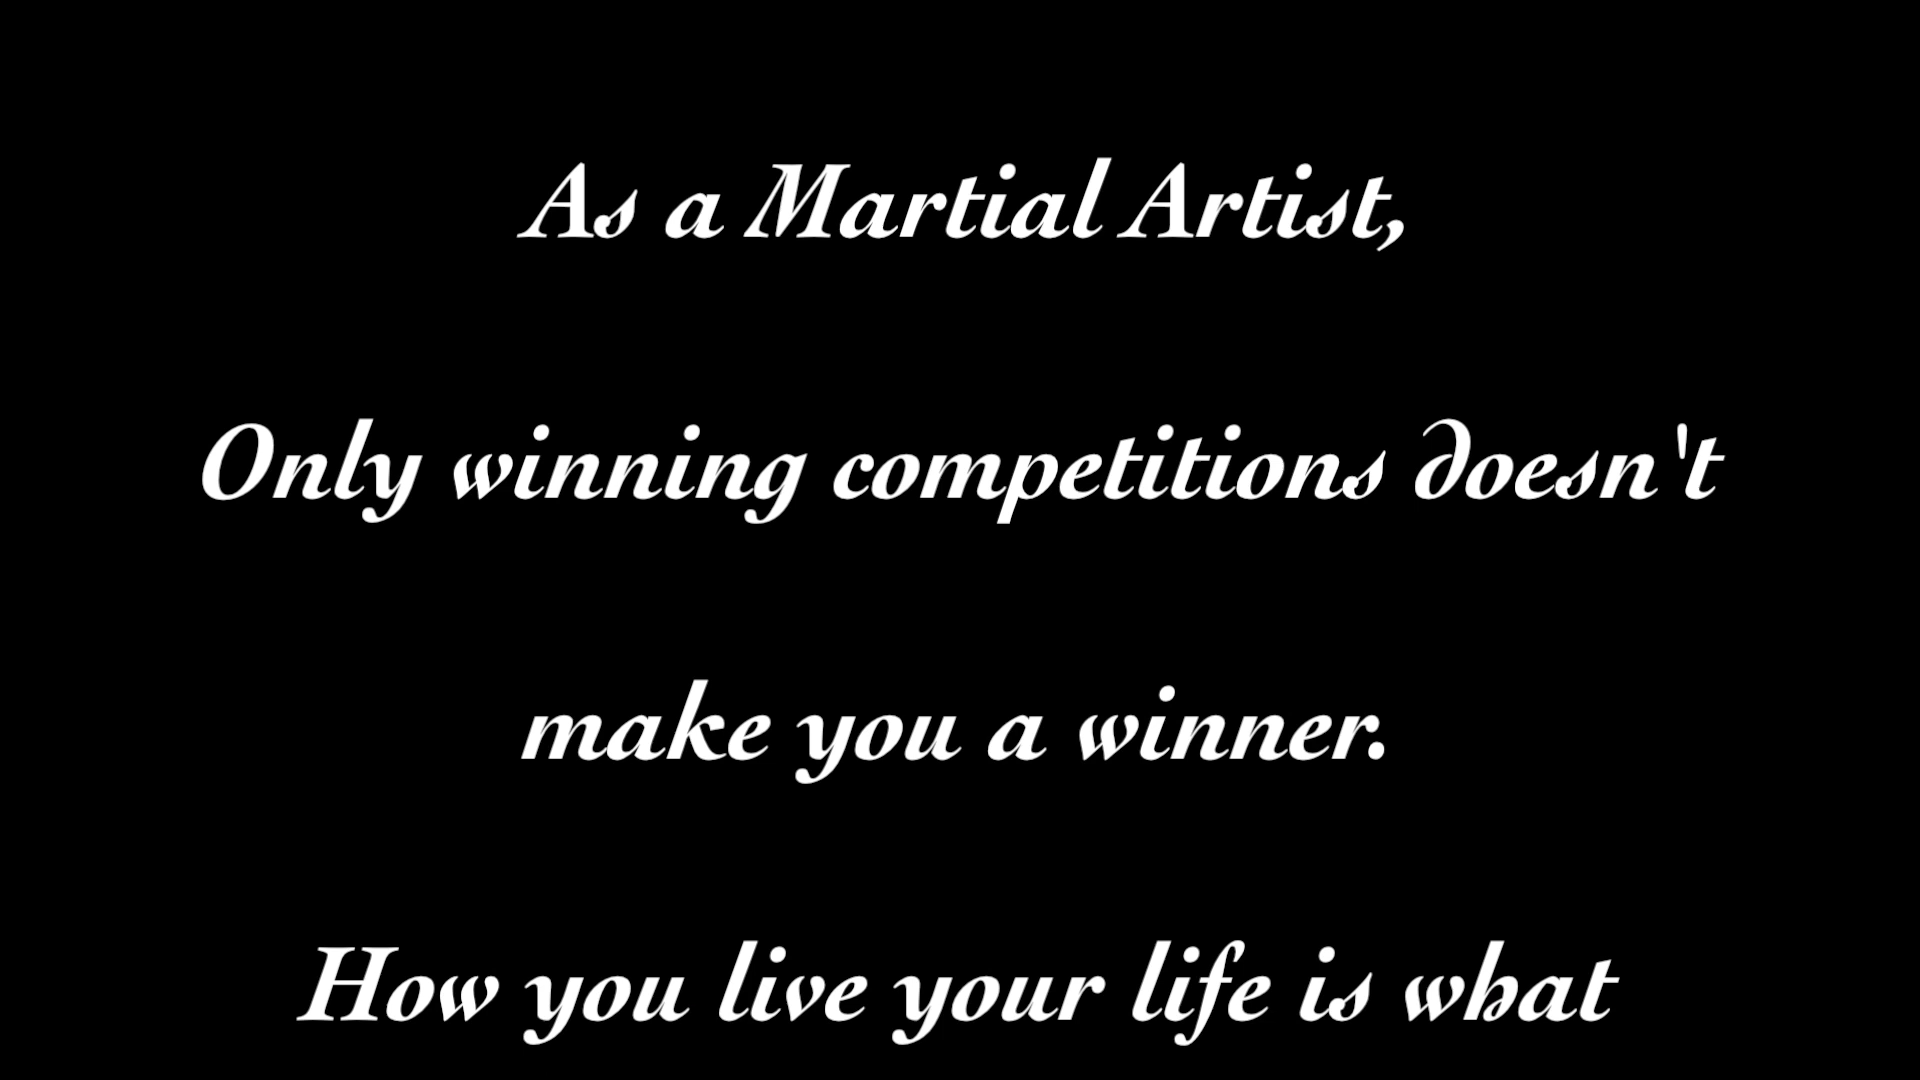 As a Martial Artist,
Only winning competitions doesn't
make you a winner.
How you live your life is what